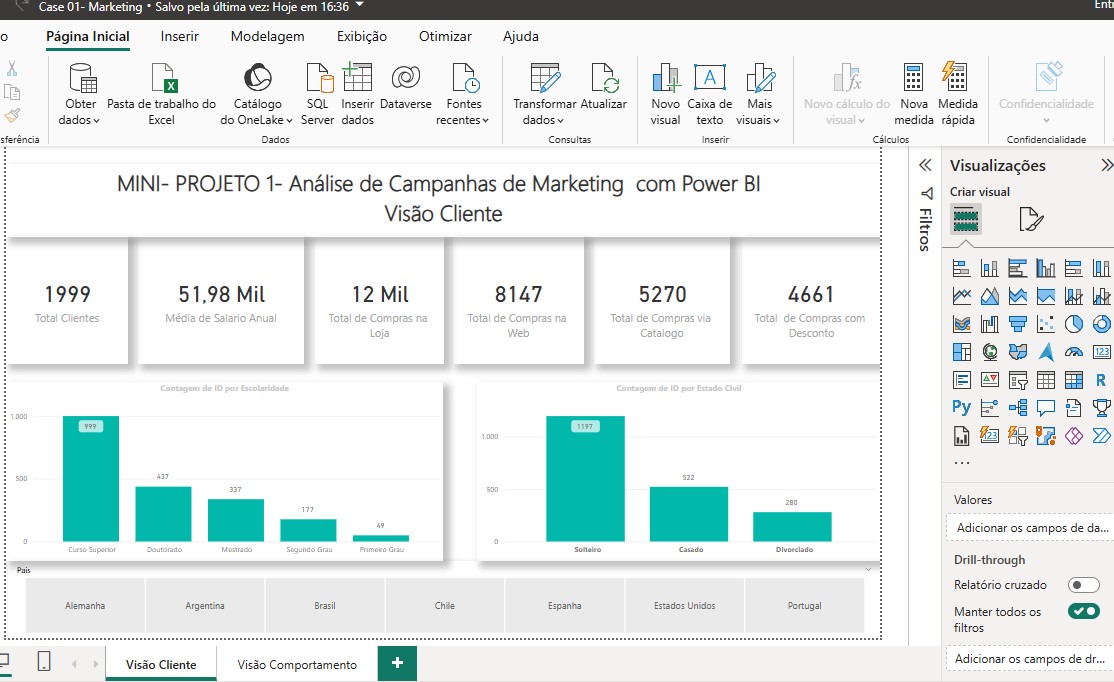 Case 01- Marketing • Salvo pela última vez: Hoje em 16:36
Página Inicial Inserir Modelagem Exibição Otimizar Ajuda
Obter dados
Pasta de trabalho do Excel
Catálogo do OneLake
SQL Server
Inserir dados
Dataverse
Fontes recentes
Transformar dados
Atualizar
Novo visual
Caixa de texto
Mais visuais
Novo cálculo do visual
Nova medida
Medida rápida
Confidencialidade
Dados
Consultas
Inserir
Cálculos
Confidencialidade
MINI- PROJETO 1- Análise de Campanhas de Marketing com Power BI
Visão Cliente
1999
Total Clientes
51,98 Mil
Média de Salario Anual
12 Mil
Total de Compras na
Loja
8147
Total de Compras na
Web
5270
Total de Compras via
Catalogo
4661
Total de Compras com
Desconto
Contagem de ID por Escolaridade
1.000
500
0
999
437
337
177
49
Curso Superior Doutorado Mestrado Segundo Grau Primeiro Grau
Contagem de ID por Estado Civil
1.000
500
0
1197
522
280
Solteiro Casado Divorciado
Pais
Alemanha Argentina Brasil Chile Espanha Estados Unidos Portugal
Filtros
Visualizações
Criar visual
123
R
Py
123
...
Valores
Adicionar os campos de da...
Drill-through
Relatório cruzado
Manter todos os
filtros
Adicionar os campos de dr...
Visão Cliente Visão Comportamento +